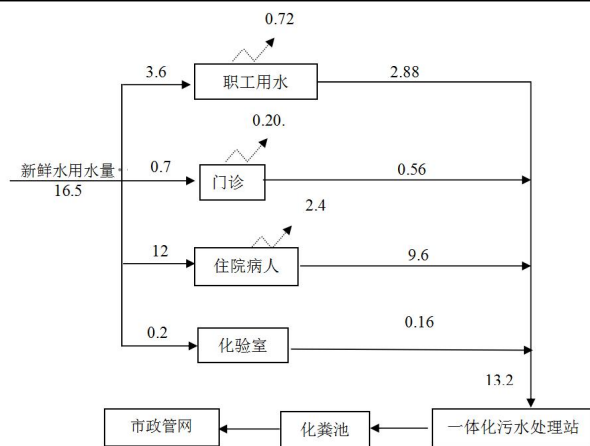 0.72
3.6
职工用水
2.88
0.20.
新鲜水用水量
16.5
0.7
门诊
0.56
2.4
12
住院病人
9.6
0.2
化验室
0.16
13.2
市政管网
化粪池
一体化污水处理站